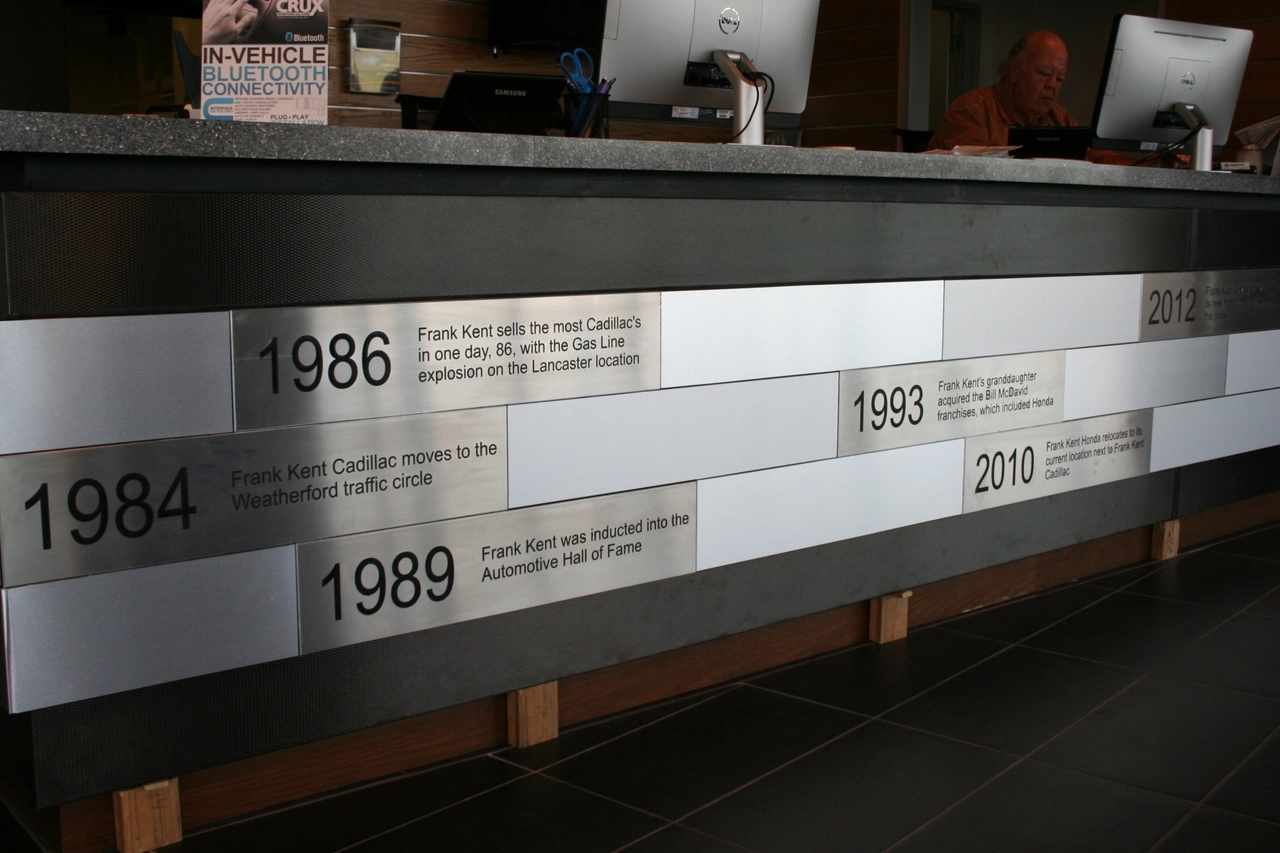 CRUX
Bluetooth
IN-VEHICLE
BLUETOOTH
CONNECTIVITY
PLUG - PLAY
SAMSUNG
DELL
DELL
SAMSUNG
1986
Frank Kent sells the most Cadillac's
in one day, 86, with the Gas Line
explosion on the Lancaster location
2012
1993
Frank Kent's granddaughter
acquired the Bill McDavid
franchises, which included Honda
1984
Frank Kent Cadillac moves to the
Weatherford traffic circle
2010
Frank Kent Honda relocates to its
current location next to Frank Kent
Cadillac
1989
Frank Kent was inducted into the
Automotive Hall of Fame